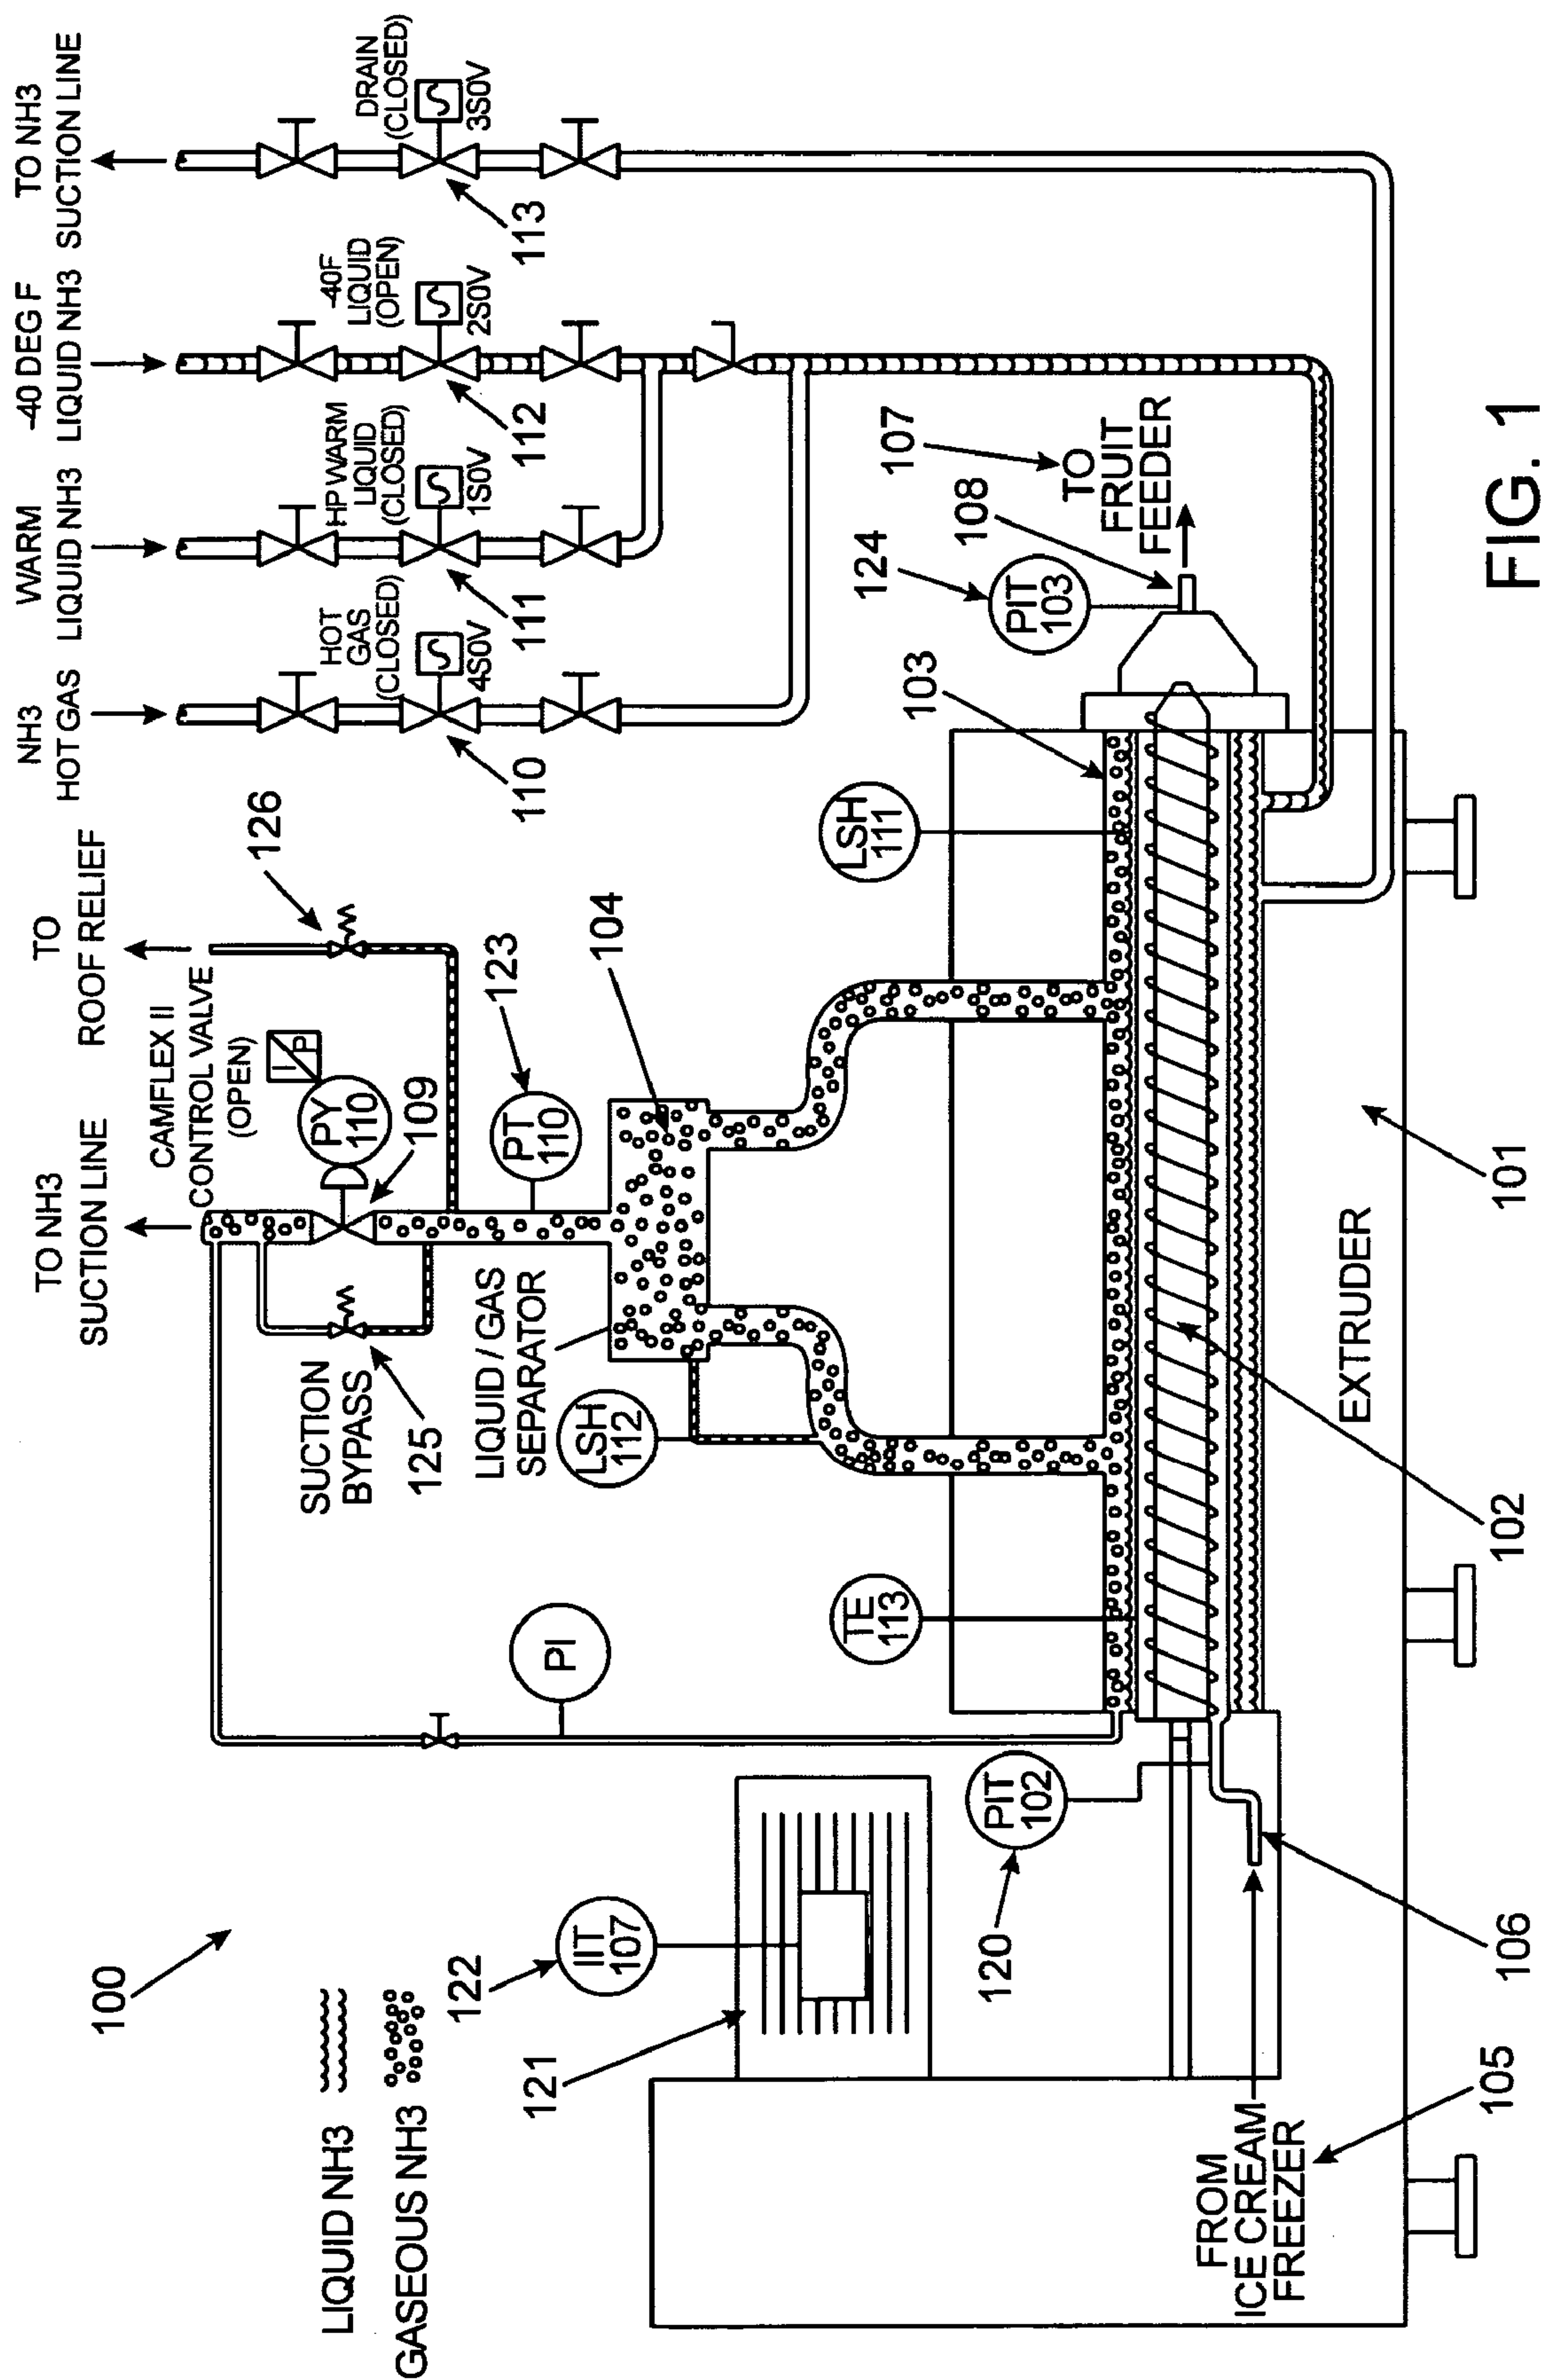 100
LIQUID NH3
GASEOUS NH3
TO NH3
SUCTION LINE
TO
ROOF RELIEF
NH3
HOT GAS
WARM
LIQUID NH3
-40 DEG F
LIQUID NH3
TO NH3
SUCTION LINE
CAMFLEX II
CONTROL VALVE
(OPEN)
I
P
PY
110
109
126
SUCTION
BYPASS
125
HOT
GAS
(CLOSED)
4S0V
110
HP WARM
LIQUID
(CLOSED)
1S0V
111
-40F
LIQUID
(OPEN)
2S0V
112
DRAIN
(CLOSED)
3S0V
113
PT
110
123
104
LIQUID / GAS
SEPARATOR
LSH
112
PI
IIT
107
122
121
TE
113
LSH
111
103
PIT
103
124
108
107
TO
FRUIT
FEEDER
PIT
102
120
FROM
ICE CREAM
FREEZER
105
106
102
EXTRUDER
101
FIG. 1